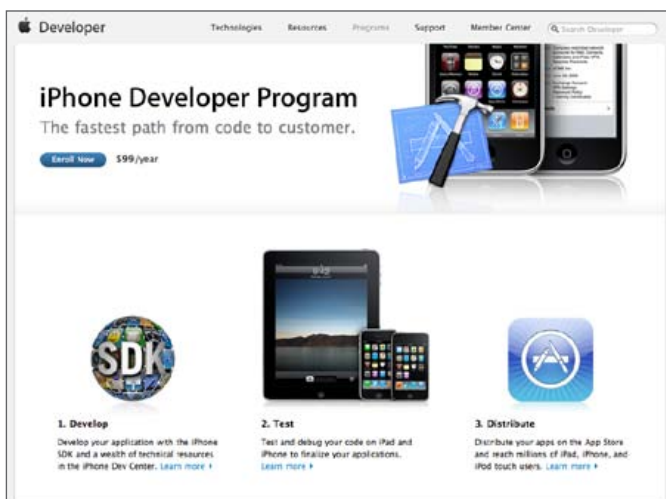 Developer
Technologies Resources Programs Support Member Center Search Developer
iPhone Developer Program
The fastest path from code to customer.
Enroll Now $99/year
SDK
1. Develop
Develop your application with the iPhone
SDK and a wealth of technical resources
in the iPhone Dev Center. Learn more
2. Test
Test and debug your code on iPad and
iPhone to finalize your applications.
Learn more
3. Distribute
Distribute your apps on the App Store
and reach millions of iPad, iPhone, and
iPod touch users. Learn more